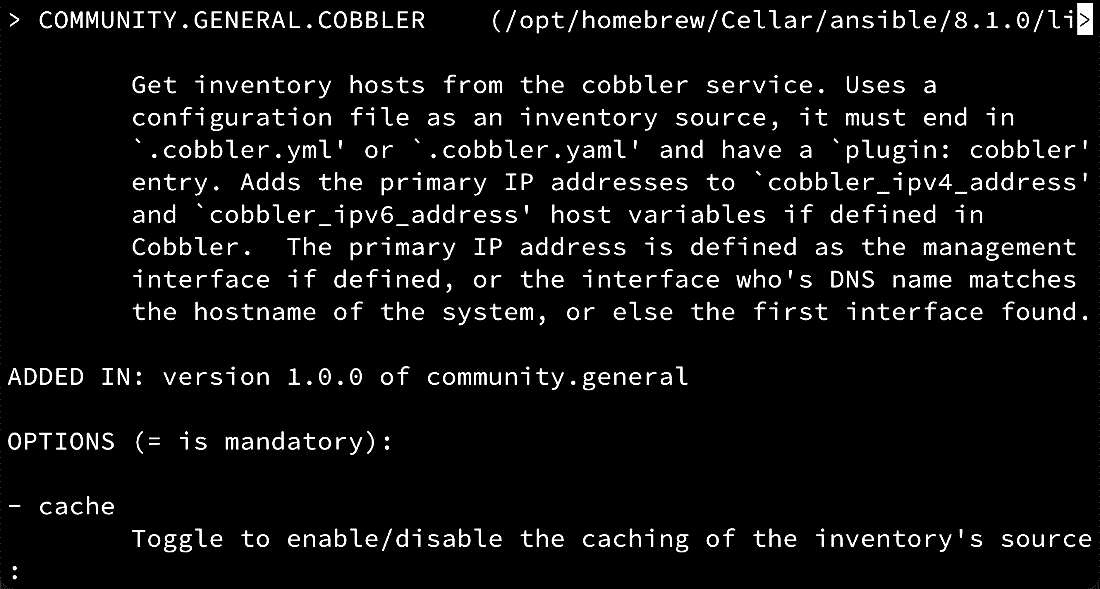 > COMMUNITY.GENERAL.COBBLER    (/opt/homebrew/Cellar/ansible/8.1.0/li>
Get inventory hosts from the cobbler service. Uses a
configuration file as an inventory source, it must end in
`.cobbler.yml' or `.cobbler.yaml' and have a `plugin: cobbler'
entry. Adds the primary IP addresses to `cobbler_ipv4_address'
and `cobbler_ipv6_address' host variables if defined in
Cobbler.  The primary IP address is defined as the management
interface if defined, or the interface who's DNS name matches
the hostname of the system, or else the first interface found.
ADDED IN: version 1.0.0 of community.general
OPTIONS (= is mandatory):
- cache
Toggle to enable/disable the caching of the inventory's source
: